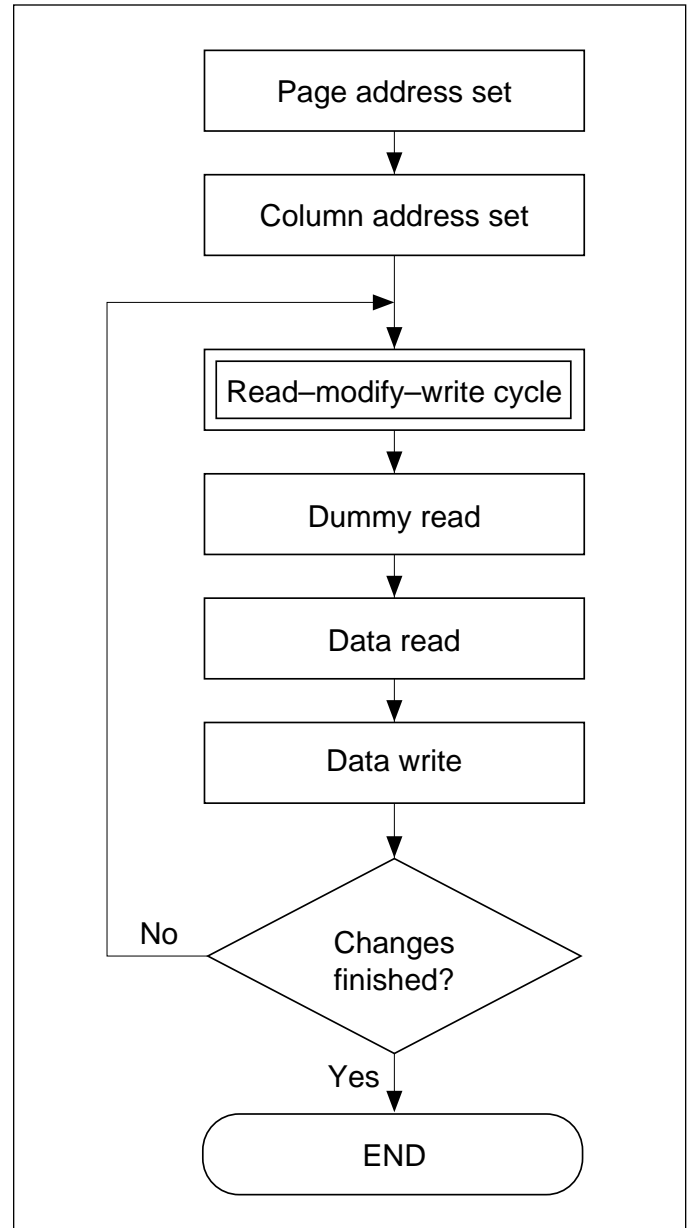 Page address set
Column address set
Read–modify–write cycle
Dummy read
Data read
Data write
Changes
finished?
No
Yes
END